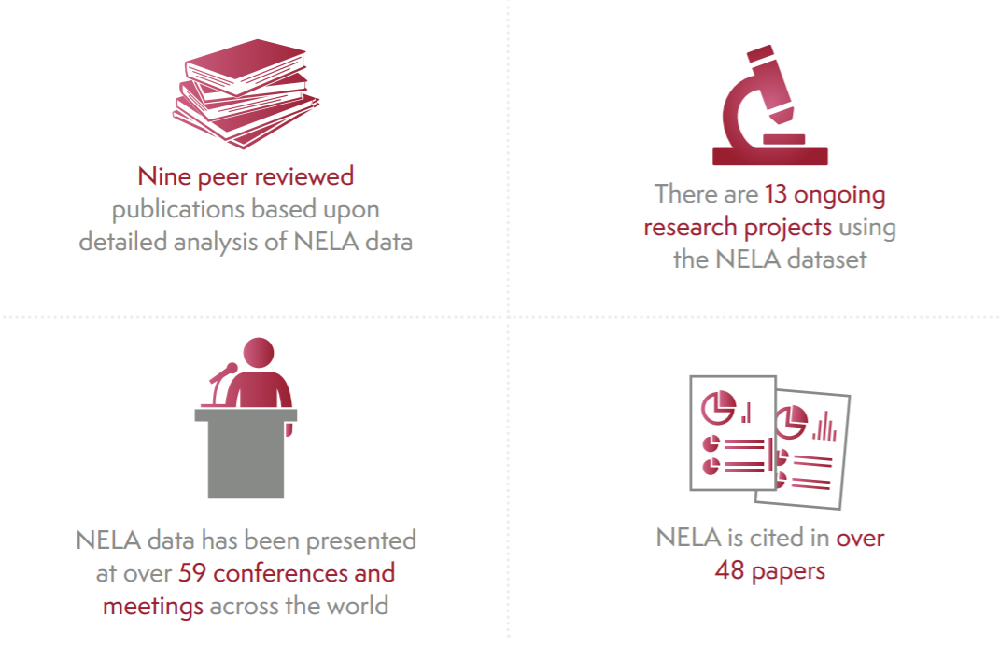 Nine peer reviewed
publications based upon
detailed analysis of NELA data
There are 13 ongoing
research projects using
the NELA dataset
NELA data has been presented
at over 59 conferences and
meetings across the world
NELA is cited in over
48 papers